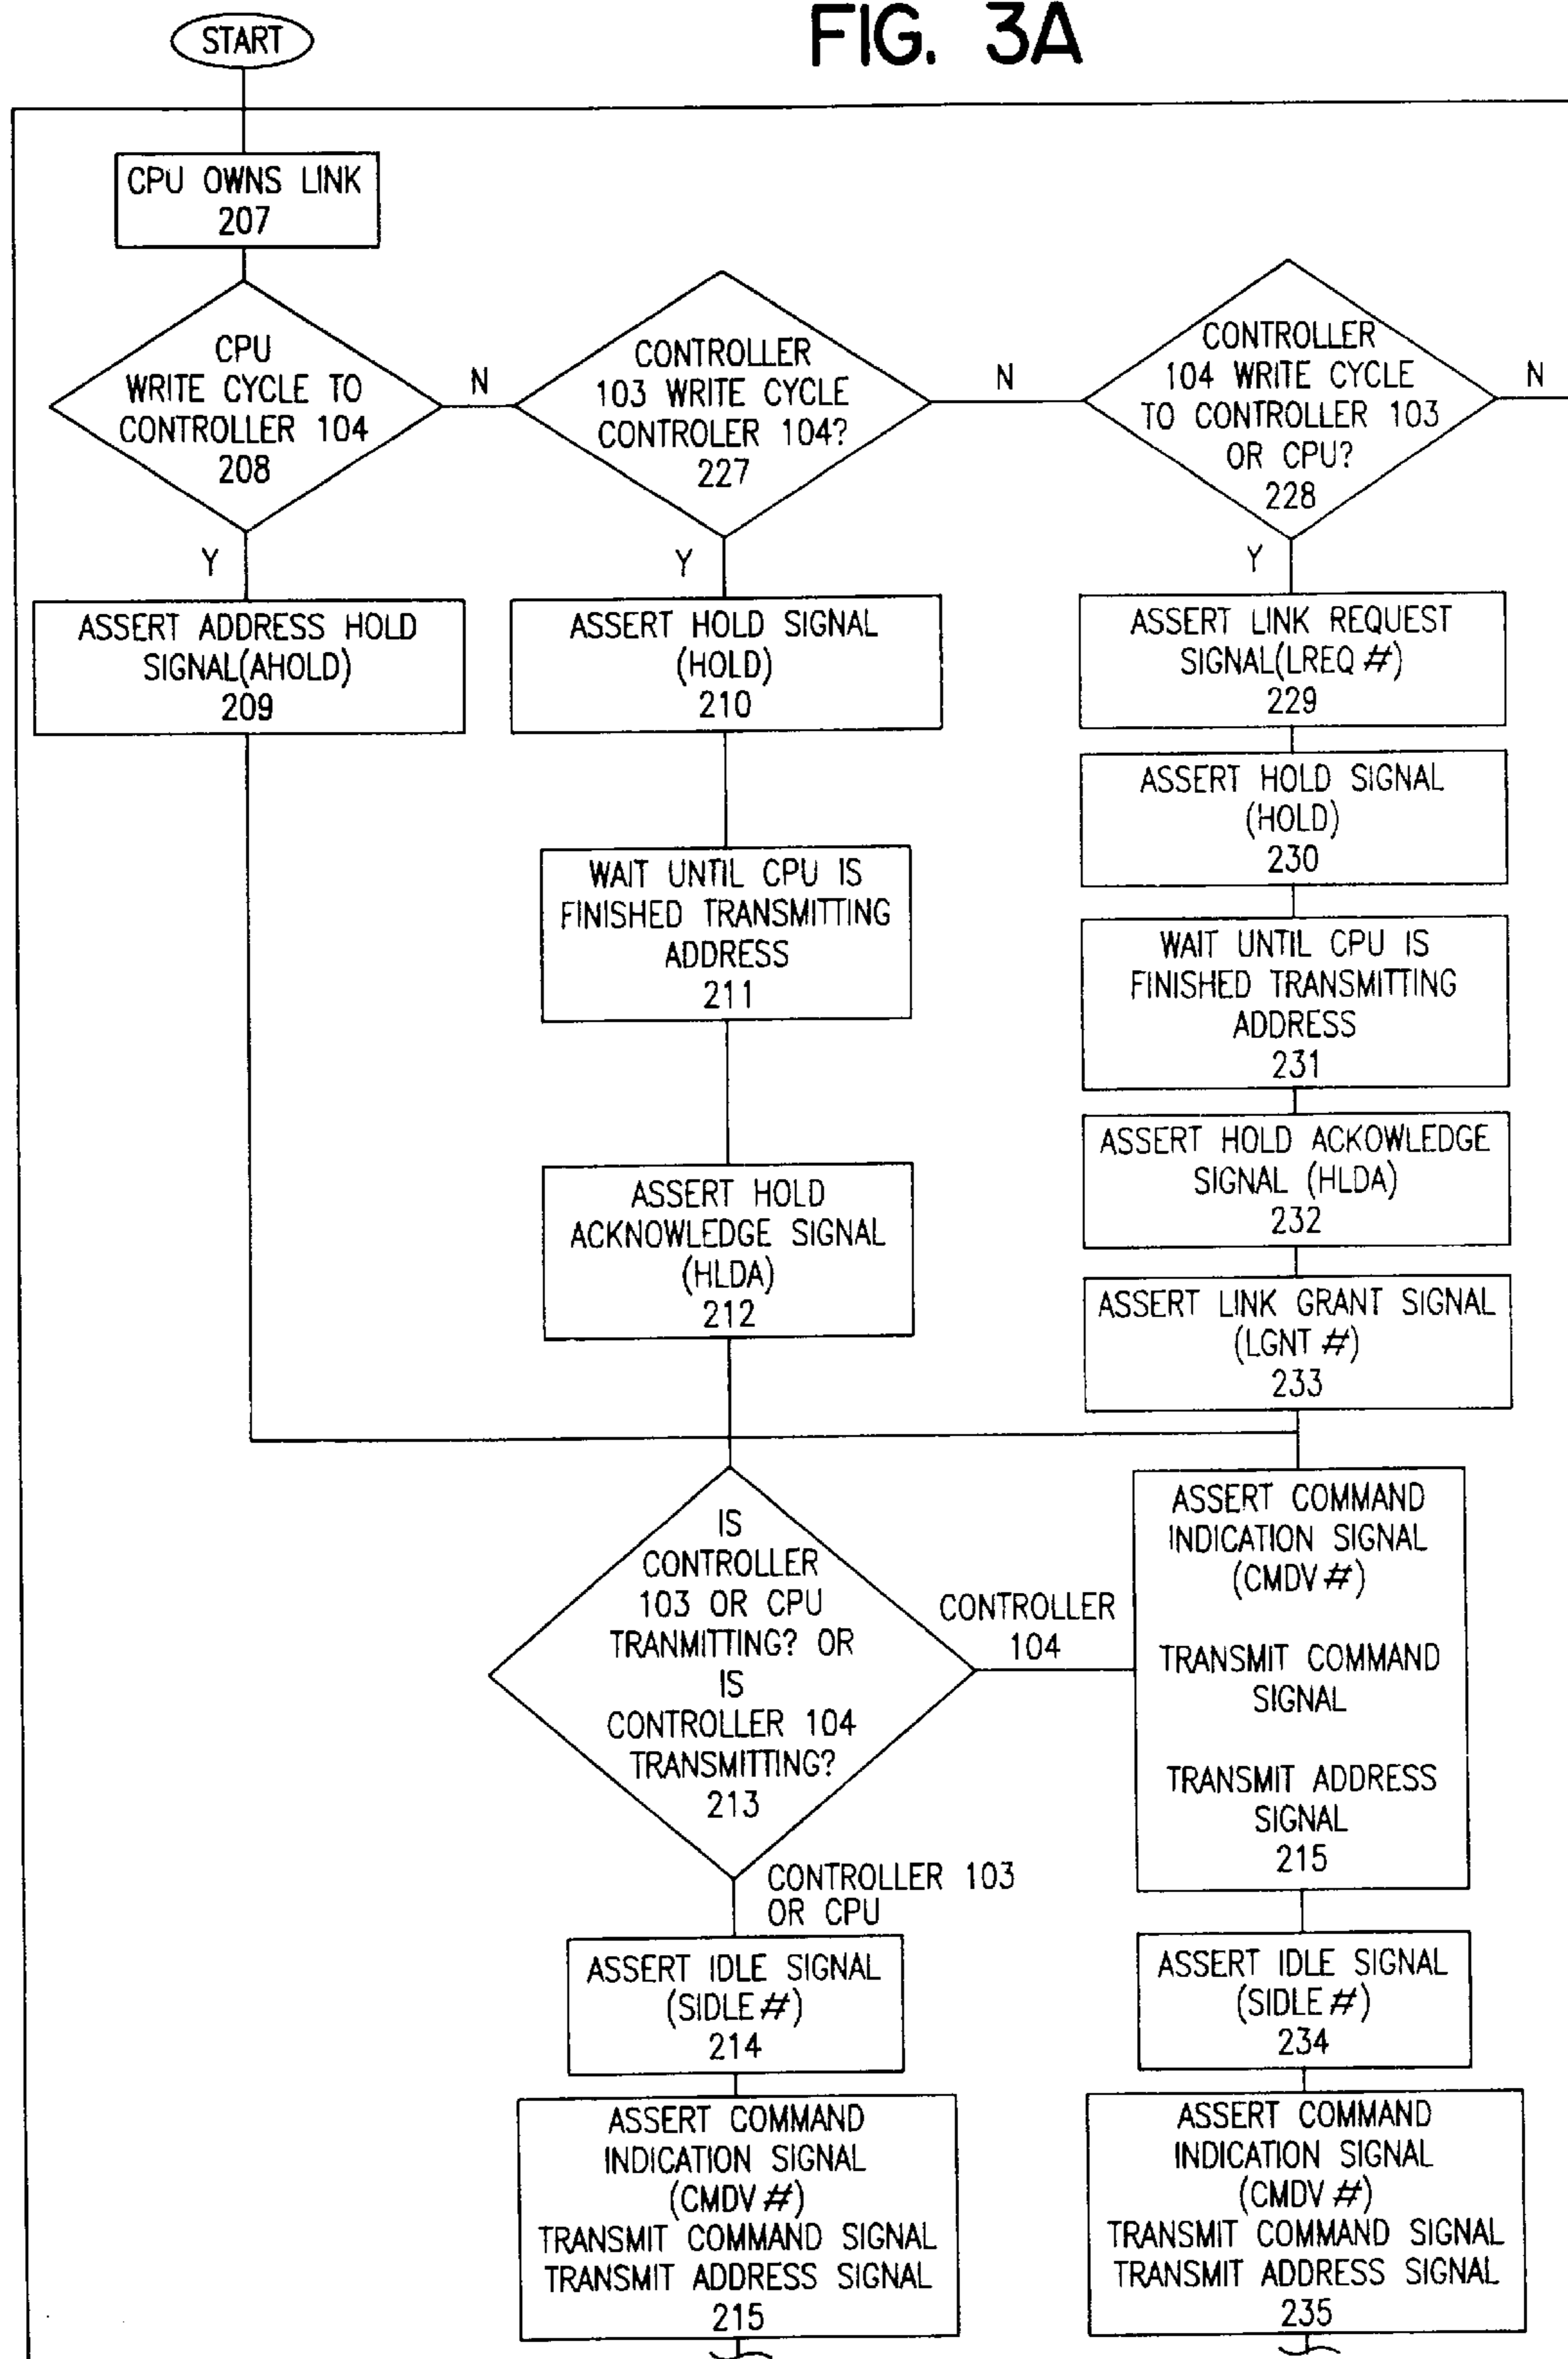 FIG. 3A
START
CPU OWNS LINK
207
CPU
WRITE CYCLE TO
CONTROLLER 104
208
N
CONTROLLER
103 WRITE CYCLE
CONTROLER 104?
227
N
CONTROLLER
104 WRITE CYCLE
TO CONTROLLER 103
OR CPU?
228
N
Y
Y
Y
ASSERT ADDRESS HOLD
SIGNAL(AHOLD)
209
ASSERT HOLD SIGNAL
(HOLD)
210
WAIT UNTIL CPU IS
FINISHED TRANSMITTING
ADDRESS
211
ASSERT HOLD
ACKNOWLEDGE SIGNAL
(HLDA)
212
ASSERT LINK REQUEST
SIGNAL(LREQ #)
229
ASSERT HOLD SIGNAL
(HOLD)
230
WAIT UNTIL CPU IS
FINISHED TRANSMITTING
ADDRESS
231
ASSERT HOLD ACKOWLEDGE
SIGNAL (HLDA)
232
ASSERT LINK GRANT SIGNAL
(LGNT #)
233
IS
CONTROLLER
103 OR CPU
TRANMITTING? OR
IS
CONTROLLER 104
TRANSMITTING?
213
CONTROLLER
104
ASSERT COMMAND
INDICATION SIGNAL
(CMDV #)
TRANSMIT COMMAND
SIGNAL
TRANSMIT ADDRESS
SIGNAL
215
CONTROLLER 103
OR CPU
ASSERT IDLE SIGNAL
(SIDLE #)
214
ASSERT COMMAND
INDICATION SIGNAL
(CMDV #)
TRANSMIT COMMAND SIGNAL
TRANSMIT ADDRESS SIGNAL
215
ASSERT IDLE SIGNAL
(SIDLE #)
234
ASSERT COMMAND
INDICATION SIGNAL
(CMDV #)
TRANSMIT COMMAND SIGNAL
TRANSMIT ADDRESS SIGNAL
235